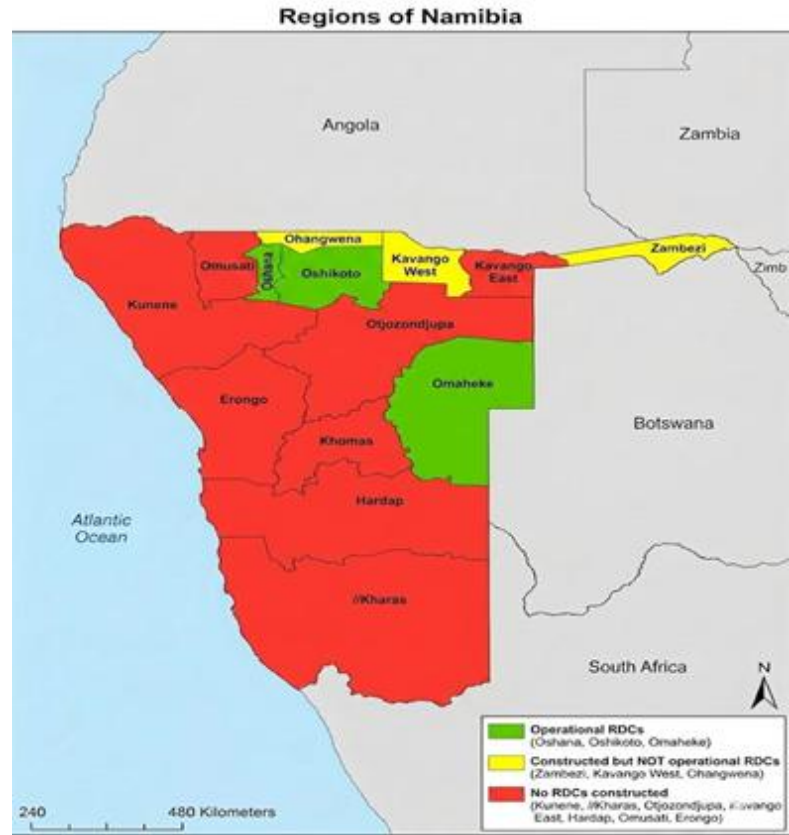 Regions of Namibia
Angola
Zambia
Ohangwena
Zambezi
Omusati
Oshana
Oshikoto
Kavango
West
Kavango
East
Zimb
Kunene
Otjozondjupa
Omaheke
Erongo
Botswana
Khomas
Hardap
Atlantic
Ocean
//Kharas
South Africa
N
Operational RDCs
(Oshana, Oshikoto, Omaheke)
Constructed but NOT operational RDCs
(Zambezi, Kavango West, Ohangwena)
No RDCs constructed
(Kunene, //Kharas, Otjozondjupa, Kavango
East, Hardap, Omusati, Erongo)
240
480 Kilometers